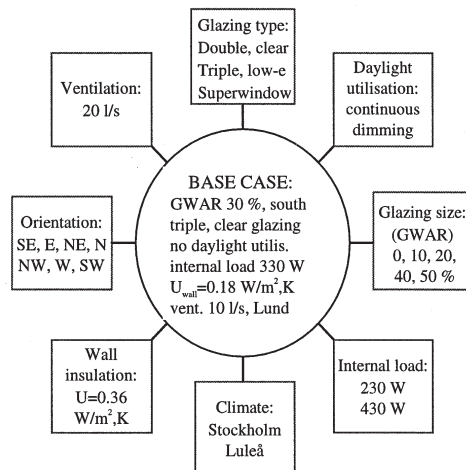 Glazing type:
Double, clear
Triple, low-e
Superwindow
Ventilation:
20 l/s
Daylight
utilisation:
continuous
dimming
BASE CASE:
GWAR 30 %, south
triple, clear glazing
no daylight utilis.
internal load 330 W
U_wall=0.18 W/m²,K
vent. 10 l/s, Lund
Orientation:
SE, E, NE, N
NW, W, SW
Glazing size:
(GWAR)
0, 10, 20,
40, 50 %
Wall
insulation:
U=0.36
W/m²,K
Climate:
Stockholm
Luleå
Internal load:
230 W
430 W